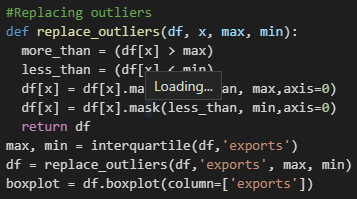 #Replacing outliers
def replace_outliers(df, x, max, min):
more_than = (df[x] > max)
less_than = (df[x] < min)
df[x] = df[x].ma an, max,axis=0)
Loading...
df[x] = df[x].mask(less_than, min,axis=0)
return df
max, min = interquartile(df,'exports')
df = replace_outliers(df,'exports', max, min)
boxplot = df.boxplot(column=['exports'])